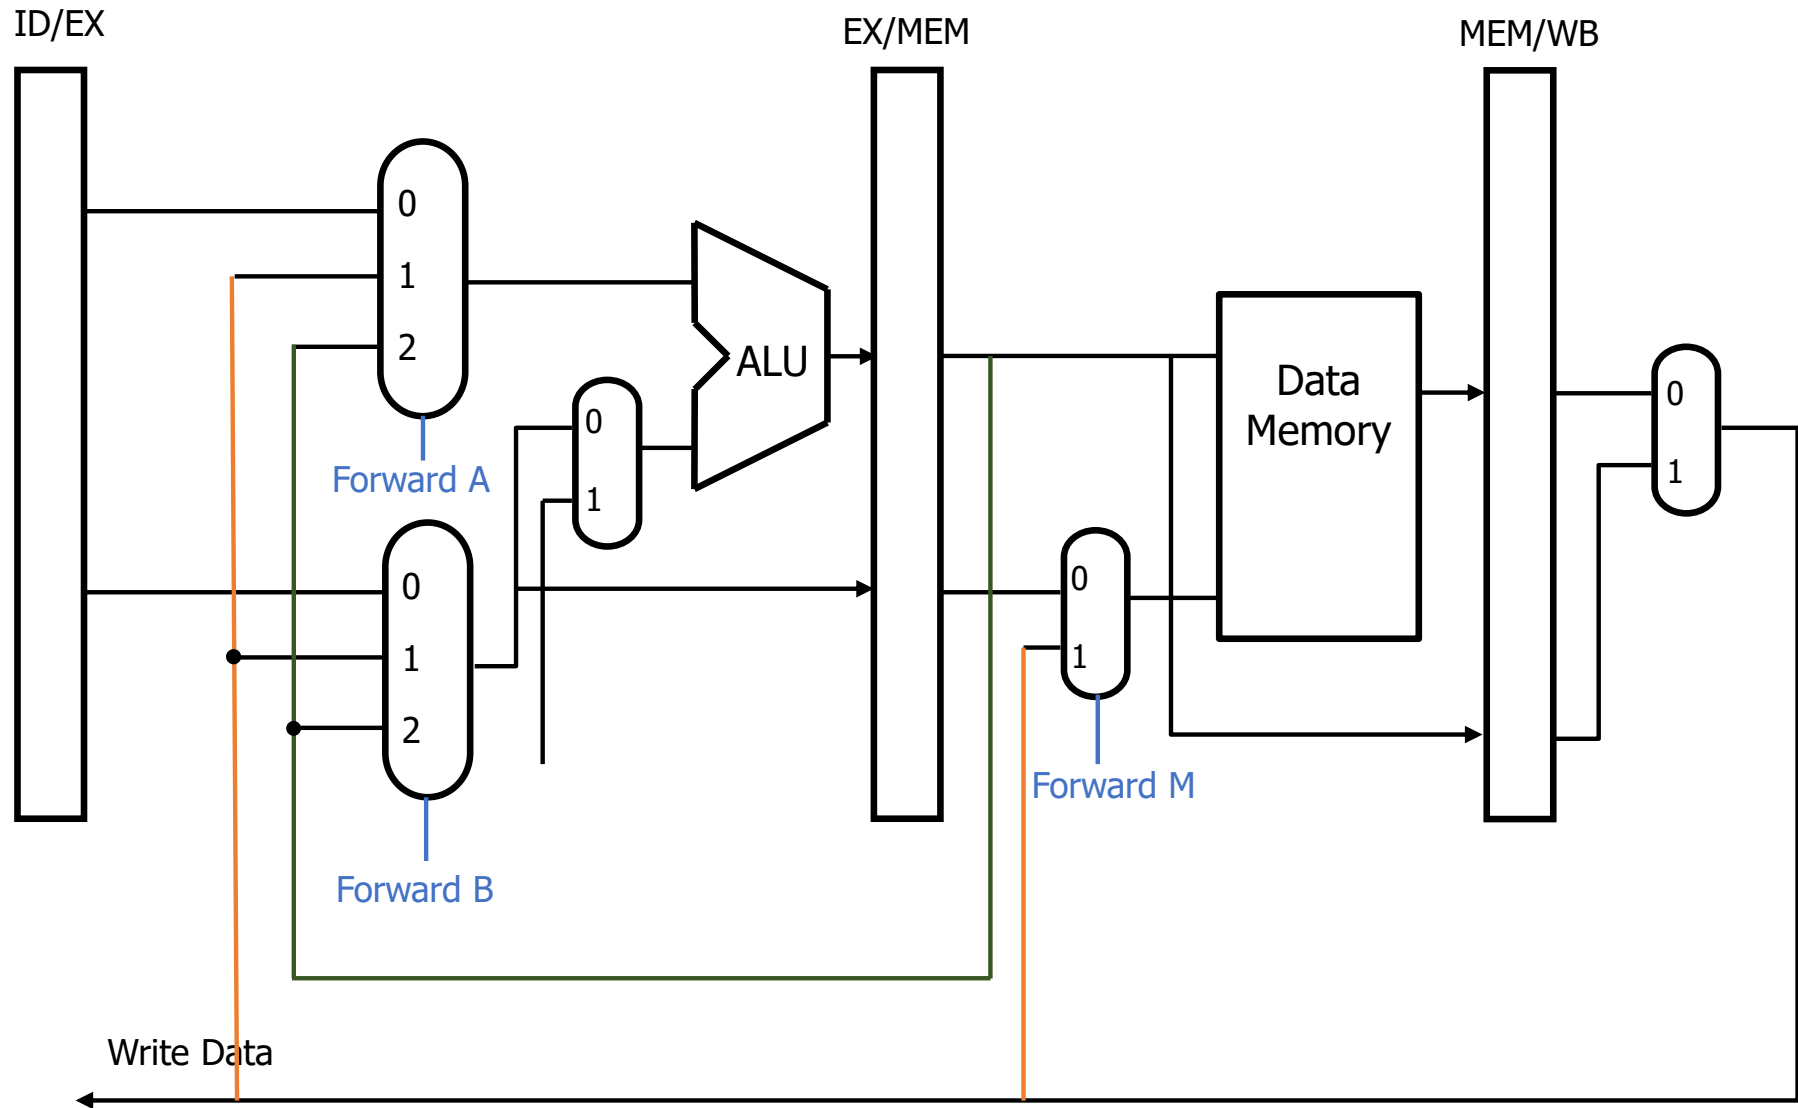 ID/EX
EX/MEM
MEM/WB
0
1
2
Forward A
0
1
2
Forward B
0
1
ALU
0
1
Forward M
Data
Memory
0
1
Write Data